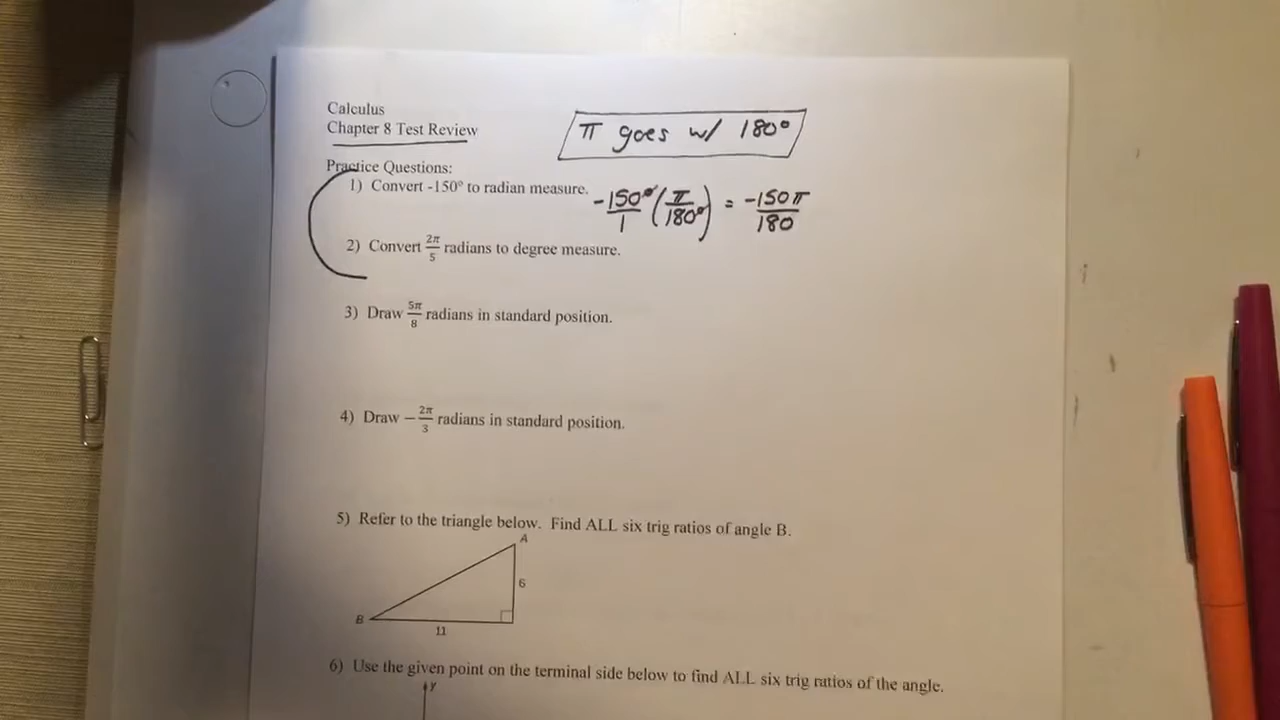 Calculus
Chapter 8 Test Review
π goes w/ 180°
Practice Questions:
1) Convert -150° to radian measure.
-150°/1 (π/180°) = -150π/180
2) Convert 2π/5 radians to degree measure.
3) Draw 5π/8 radians in standard position.
4) Draw −2π/3 radians in standard position.
5) Refer to the triangle below. Find ALL six trig ratios of angle B.
A
6
B
11
6) Use the given point on the terminal side below to find ALL six trig ratios of the angle.
y